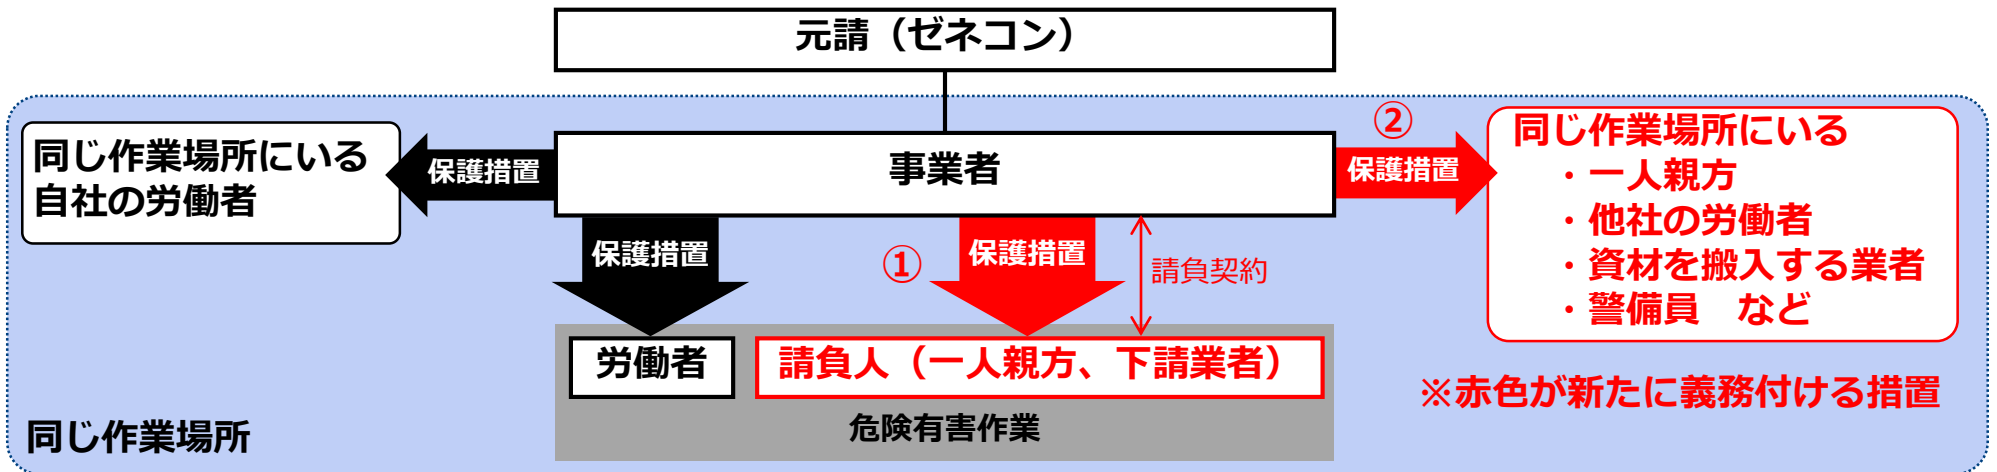 元請（ゼネコン）
同じ作業場所にいる
自社の労働者
保護措置
事業者
②
保護措置
同じ作業場所にいる
・一人親方
・他社の労働者
・資材を搬入する業者
・警備員　など
保護措置
①
保護措置
請負契約
労働者
請負人（一人親方、下請業者）
危険有害作業
※赤色が新たに義務付ける措置
同じ作業場所